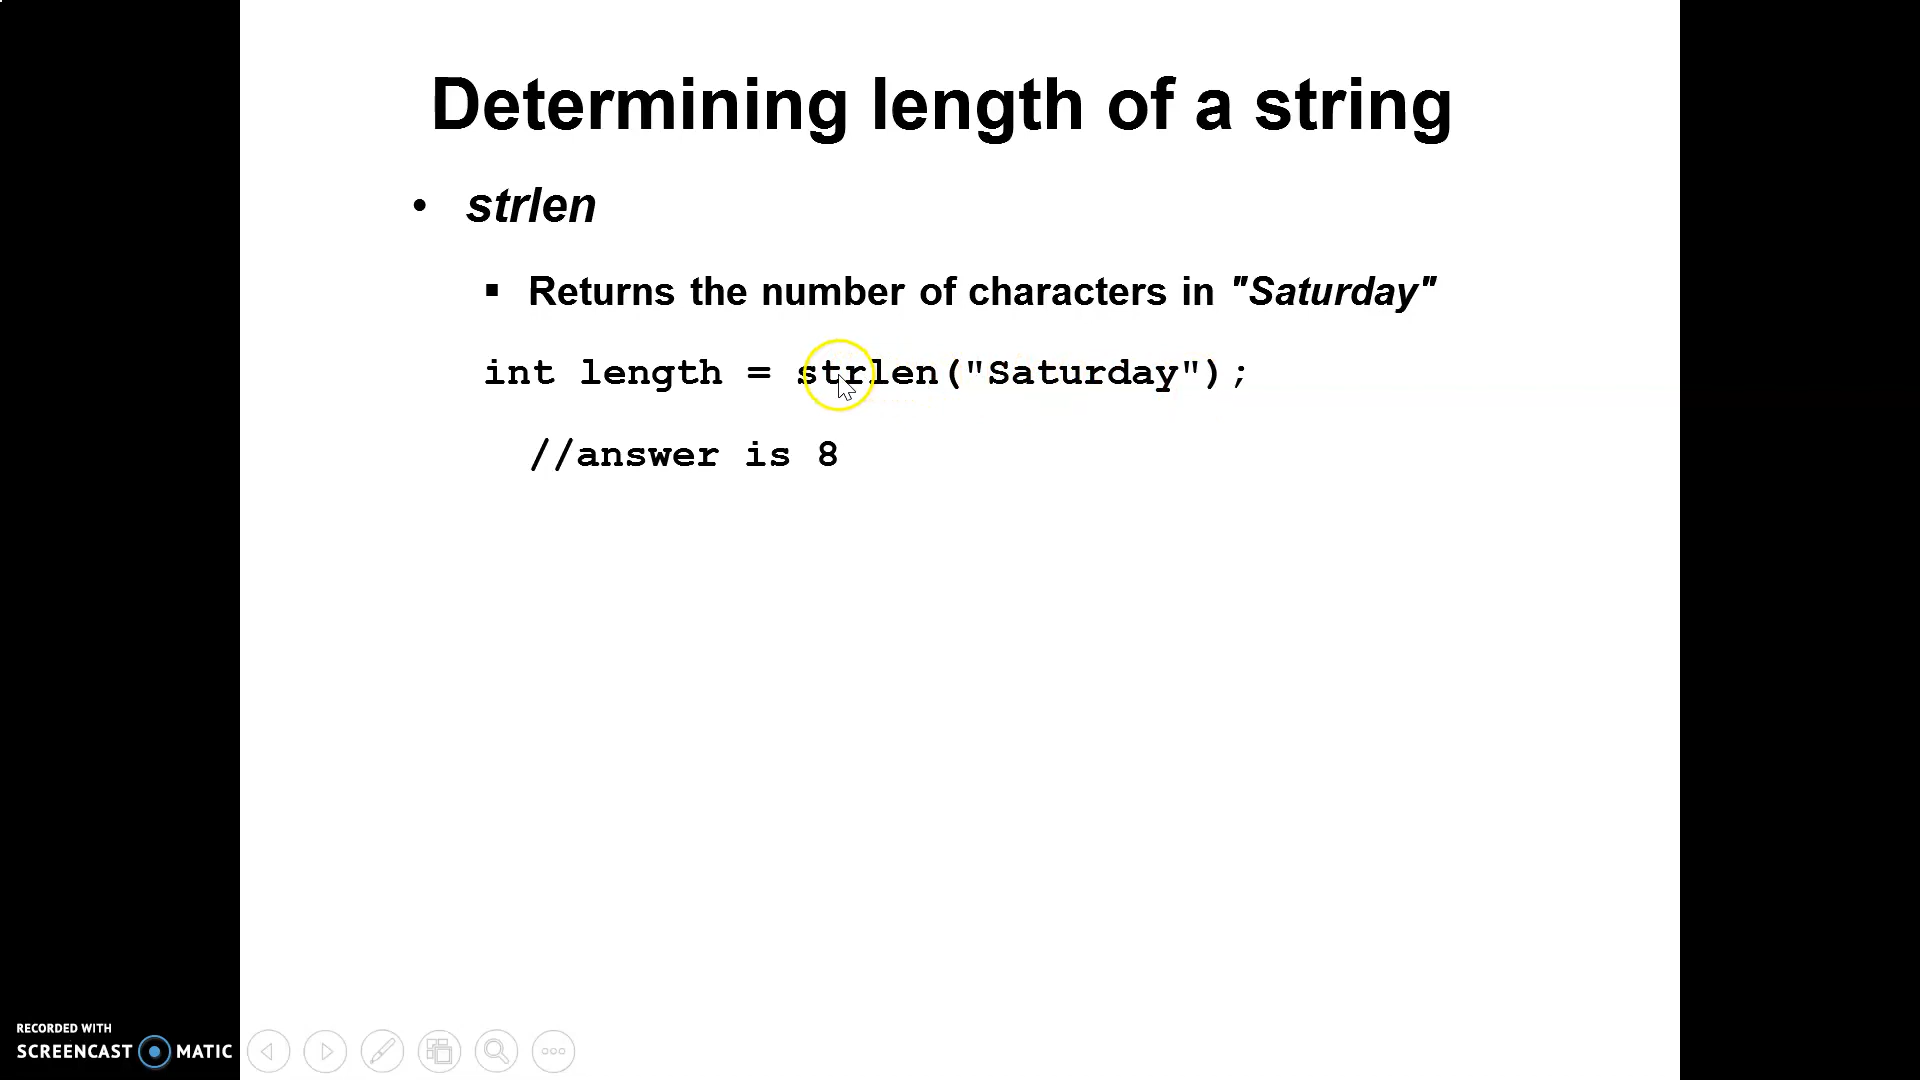 Determining length of a string
• strlen
▪ Returns the number of characters in "Saturday"
int length = strlen("Saturday");
//answer is 8
RECORDED WITH
SCREENCAST MATIC